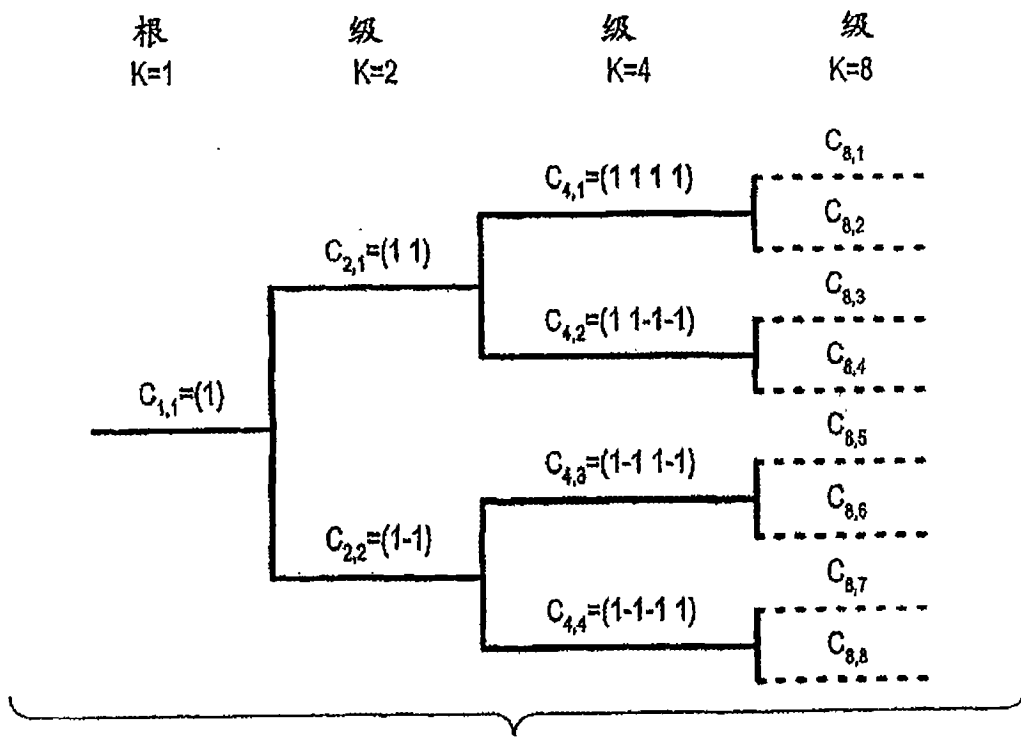 根 级 级 级
K=1 K=2 K=4 K=8
C8,1
C4,1=(1 1 1 1)
C8,2
C2,1=(1 1)
C8,3
C4,2=(1 1-1-1)
C8,4
C1,1=(1)
C8,5
C4,3=(1-1 1-1)
C8,6
C2,2=(1-1)
C8,7
C4,4=(1-1-1 1)
C8,8